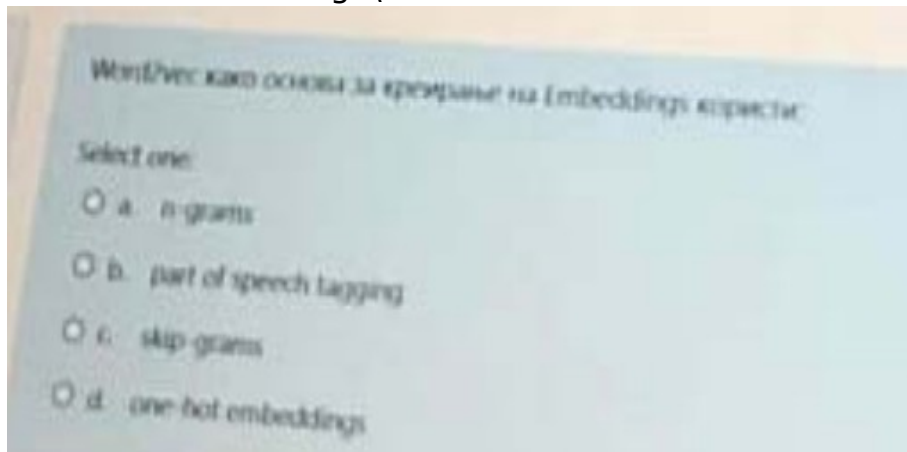 Word2vec како основа за креирање на Embeddings користи:
Select one:
a. n-grams
b. part of speech tagging
c. skip-grams
d. one-hot embeddings